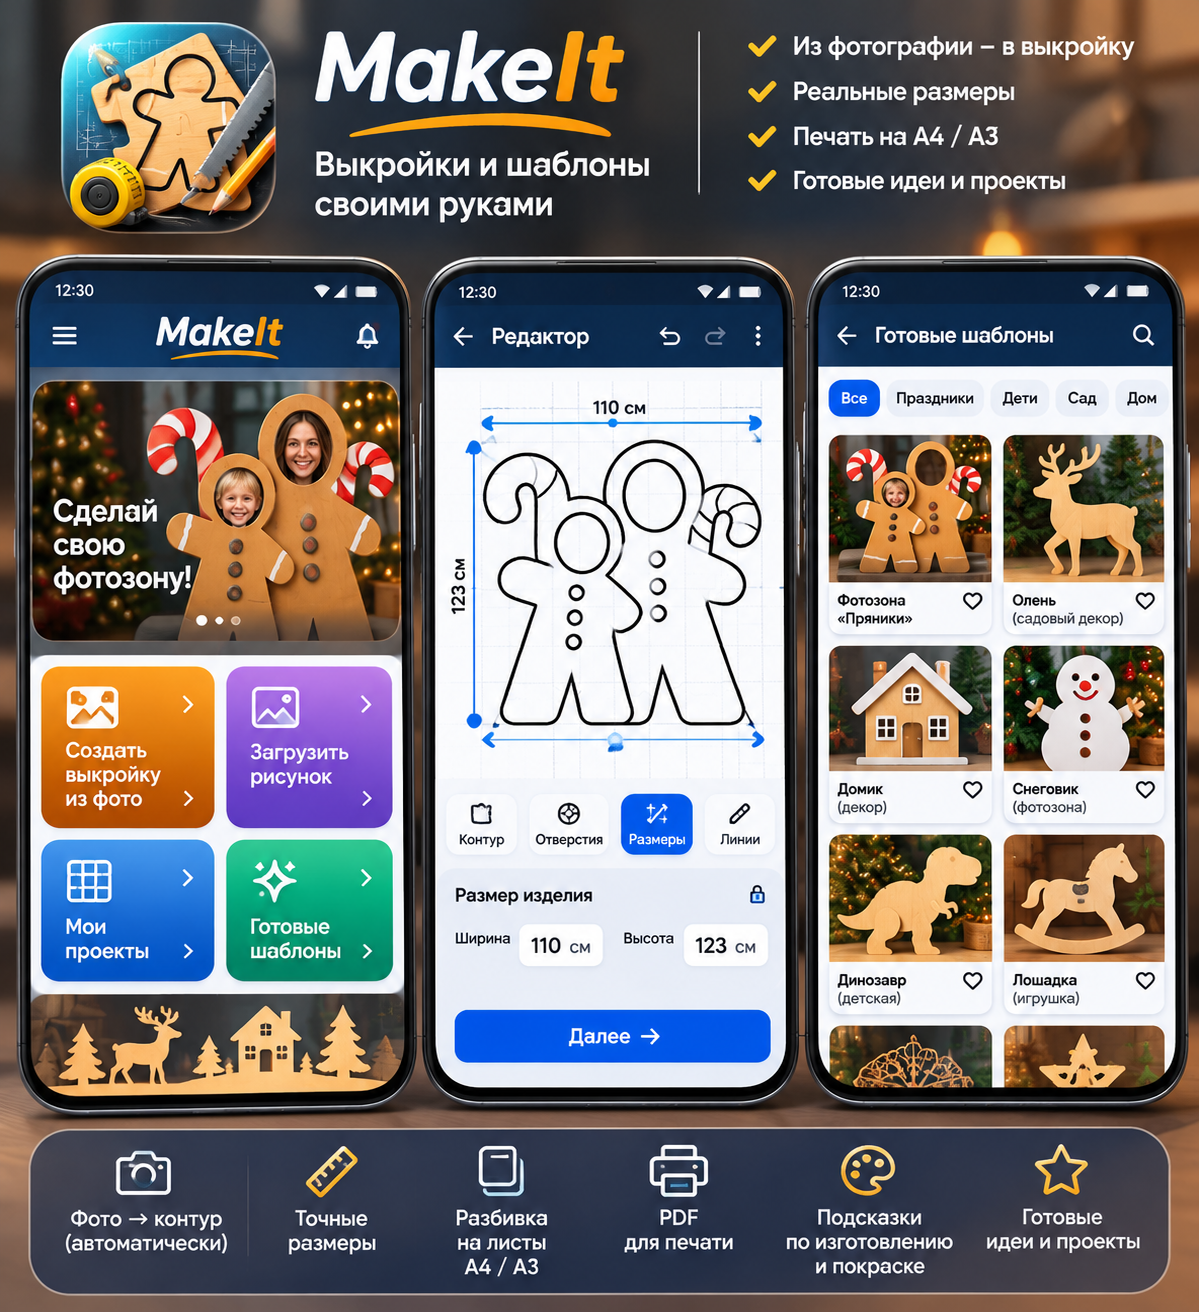 MakeIt
Выкройки и шаблоны
своими руками
Из фотографии – в выкройку
Реальные размеры
Печать на А4 / А3
Готовые идеи и проекты
12:30
MakeIt
Сделай
свою
фотозону!
Создать
выкройку
из фото
Загрузить
рисунок
Мои
проекты
Готовые
шаблоны
12:30
Редактор
110 см
123 см
Контур
Отверстия
Размеры
Линии
Размер изделия
Ширина
110 см
Высота
123 см
Далее →
12:30
Готовые шаблоны
Все
Праздники
Дети
Сад
Дом
Фотозона
«Пряники»
Олень
(садовый декор)
Домик
(декор)
Снеговик
(фотозона)
Динозавр
(детская)
Лошадка
(игрушка)
Фото → контур
(автоматически)
Точные
размеры
Разбивка
на листы
А4 / А3
PDF
для печати
Подсказки
по изготовлению
и покраске
Готовые
идеи и проекты